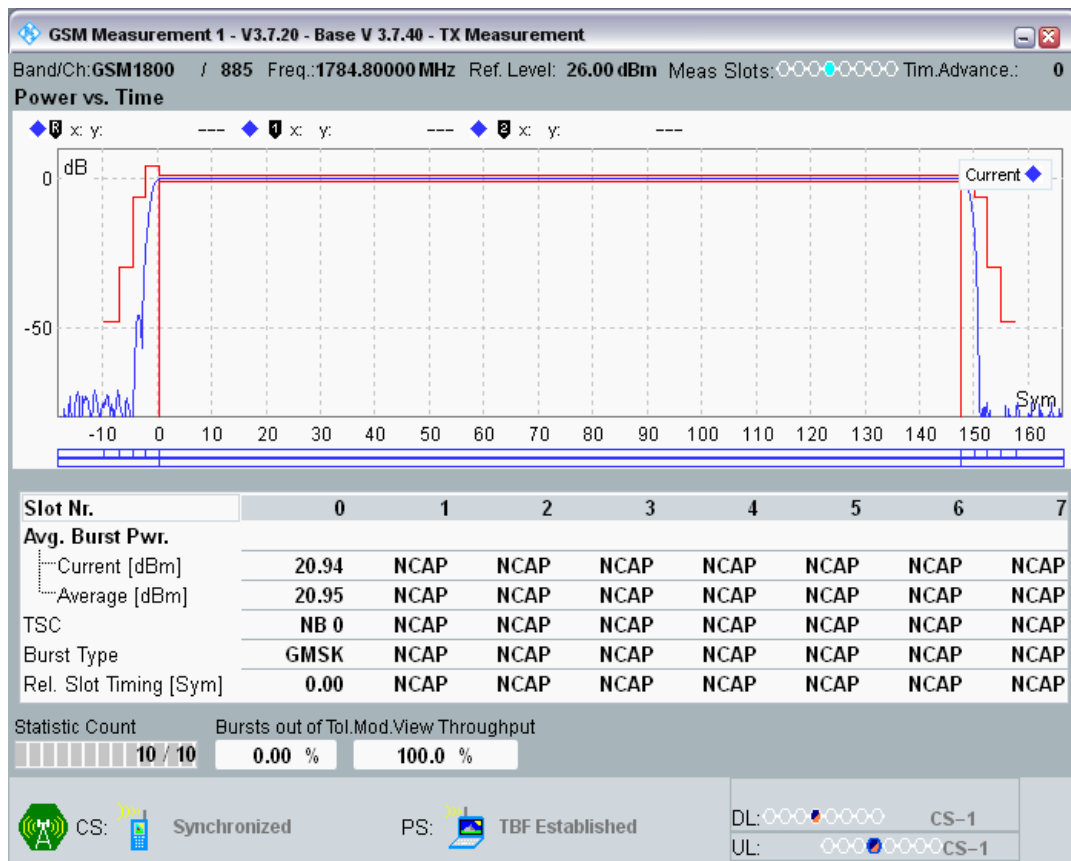 GSM Measurement 1 - V3.7.20 - Base V 3.7.40 - TX Measurement
Band/Ch:GSM1800 / 885 Freq.:1784.80000 MHz Ref. Level: 26.00 dBm Meas Slots: Tim.Advance.: 0
Power vs. Time
R x: y: --- 1 x: y: --- 2 x: y: ---
dB
0
Current
-50
Sym
-10 0 10 20 30 40 50 60 70 80 90 100 110 120 130 140 150 160
Slot Nr. 0 1 2 3 4 5 6 7
Avg. Burst Pwr.
Current [dBm] 20.94 NCAP NCAP NCAP NCAP NCAP NCAP NCAP
Average [dBm] 20.95 NCAP NCAP NCAP NCAP NCAP NCAP NCAP
TSC NB 0 NCAP NCAP NCAP NCAP NCAP NCAP NCAP
Burst Type GMSK NCAP NCAP NCAP NCAP NCAP NCAP NCAP
Rel. Slot Timing [Sym] 0.00 NCAP NCAP NCAP NCAP NCAP NCAP NCAP
Statistic Count Bursts out of Tol.Mod.View Throughput
10 / 10 0.00 % 100.0 %
CS: Synchronized PS: TBF Established DL: CS-1
UL: CS-1